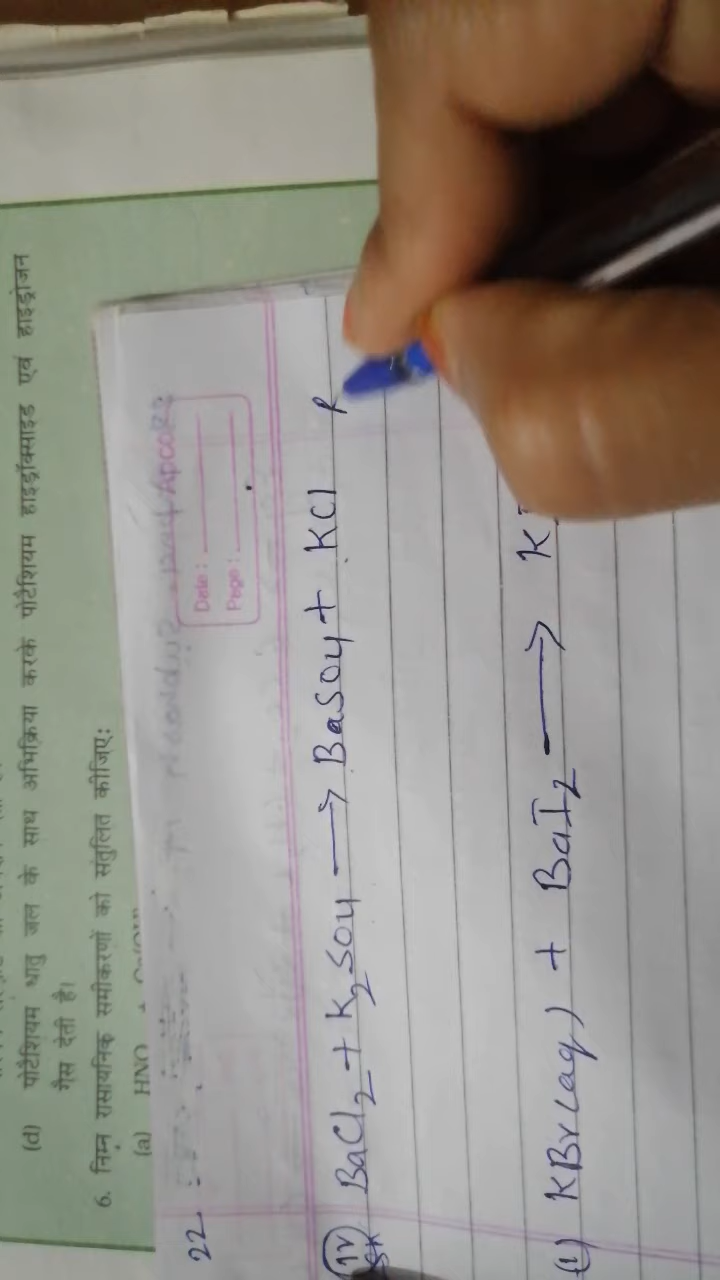 (d) पोटैशियम धातु जल के साथ अभिक्रिया करके पोटैशियम हाइड्रॉक्साइड एवं हाइड्रोजन
गैस देती है।
6. निम्न रासायनिक समीकरणों को संतुलित कीजिए:
(a) HNO
22.
Date:
Page:
BaCl2 + K2SO4 → BaSO4 + KCl
(i) KBr(aq) + BaI2 → K